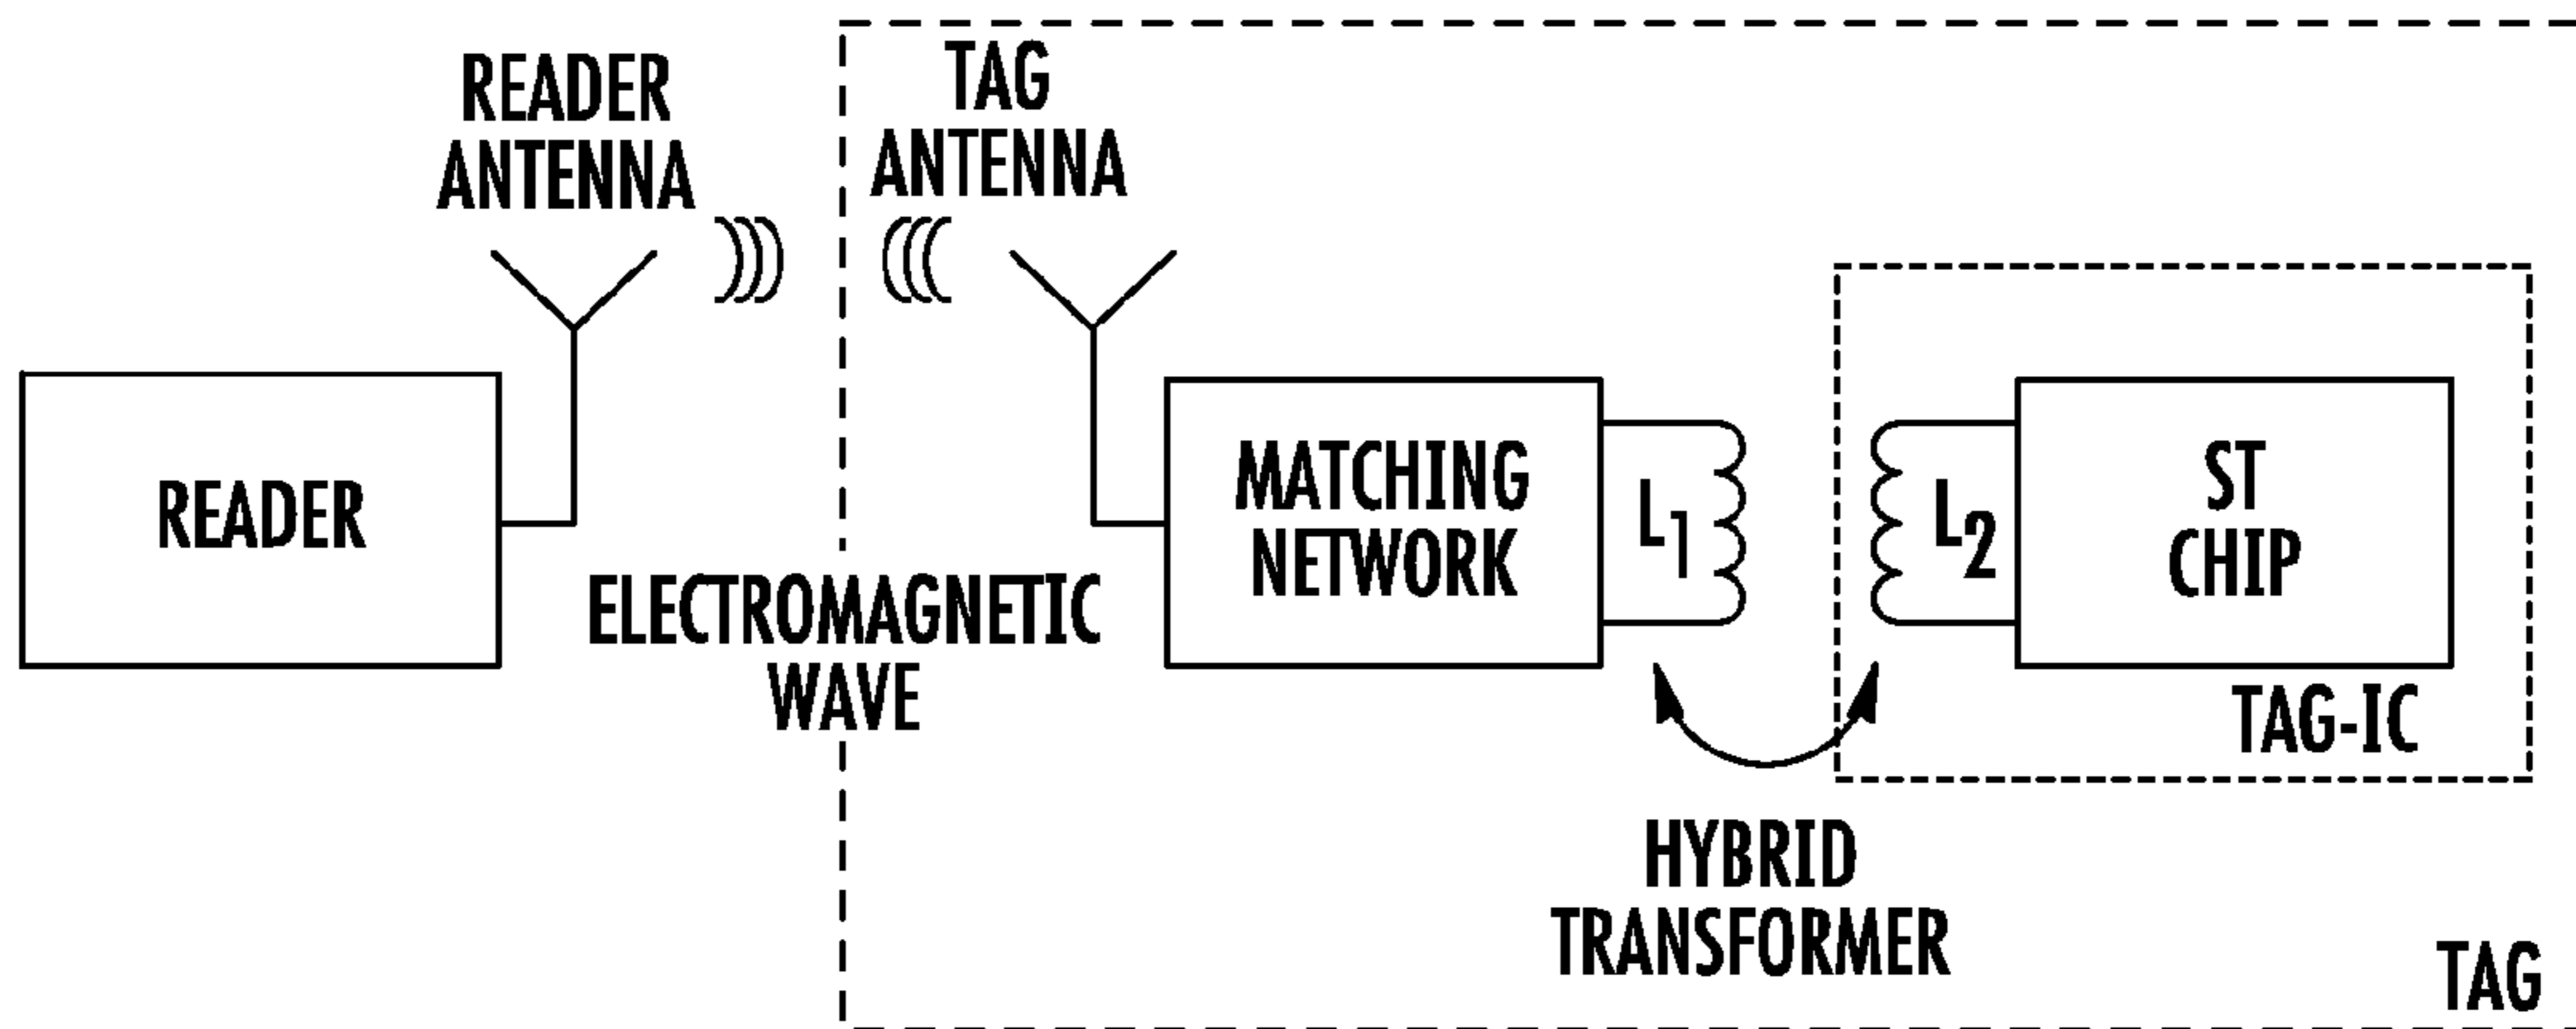 READER
ANTENNA
TAG
ANTENNA
READER
ELECTROMAGNETIC
WAVE
MATCHING
NETWORK
L1
L2
ST
CHIP
TAG-IC
HYBRID
TRANSFORMER
TAG